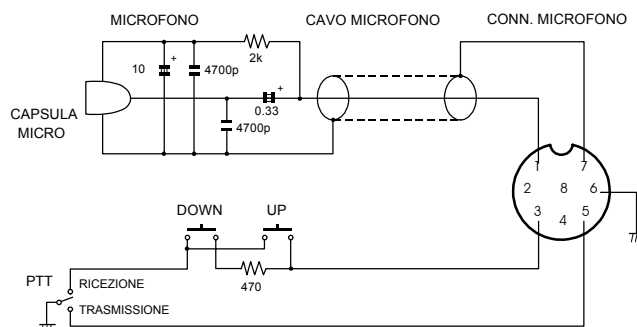 MICROFONO
CAVO MICROFONO
CONN. MICROFONO
2k
10
+
4700p
+
0.33
4700p
CAPSULA
MICRO
1
7
2
8
6
3
4
5
DOWN
UP
470
PTT
RICEZIONE
TRASMISSIONE